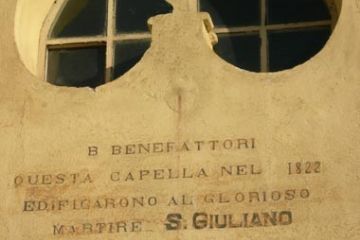 B BENEFATTORI
QUESTA CAPELLA NEL 1822
EDIFICARONO AL GLORIOSO
MARTIRE S. GIULIANO